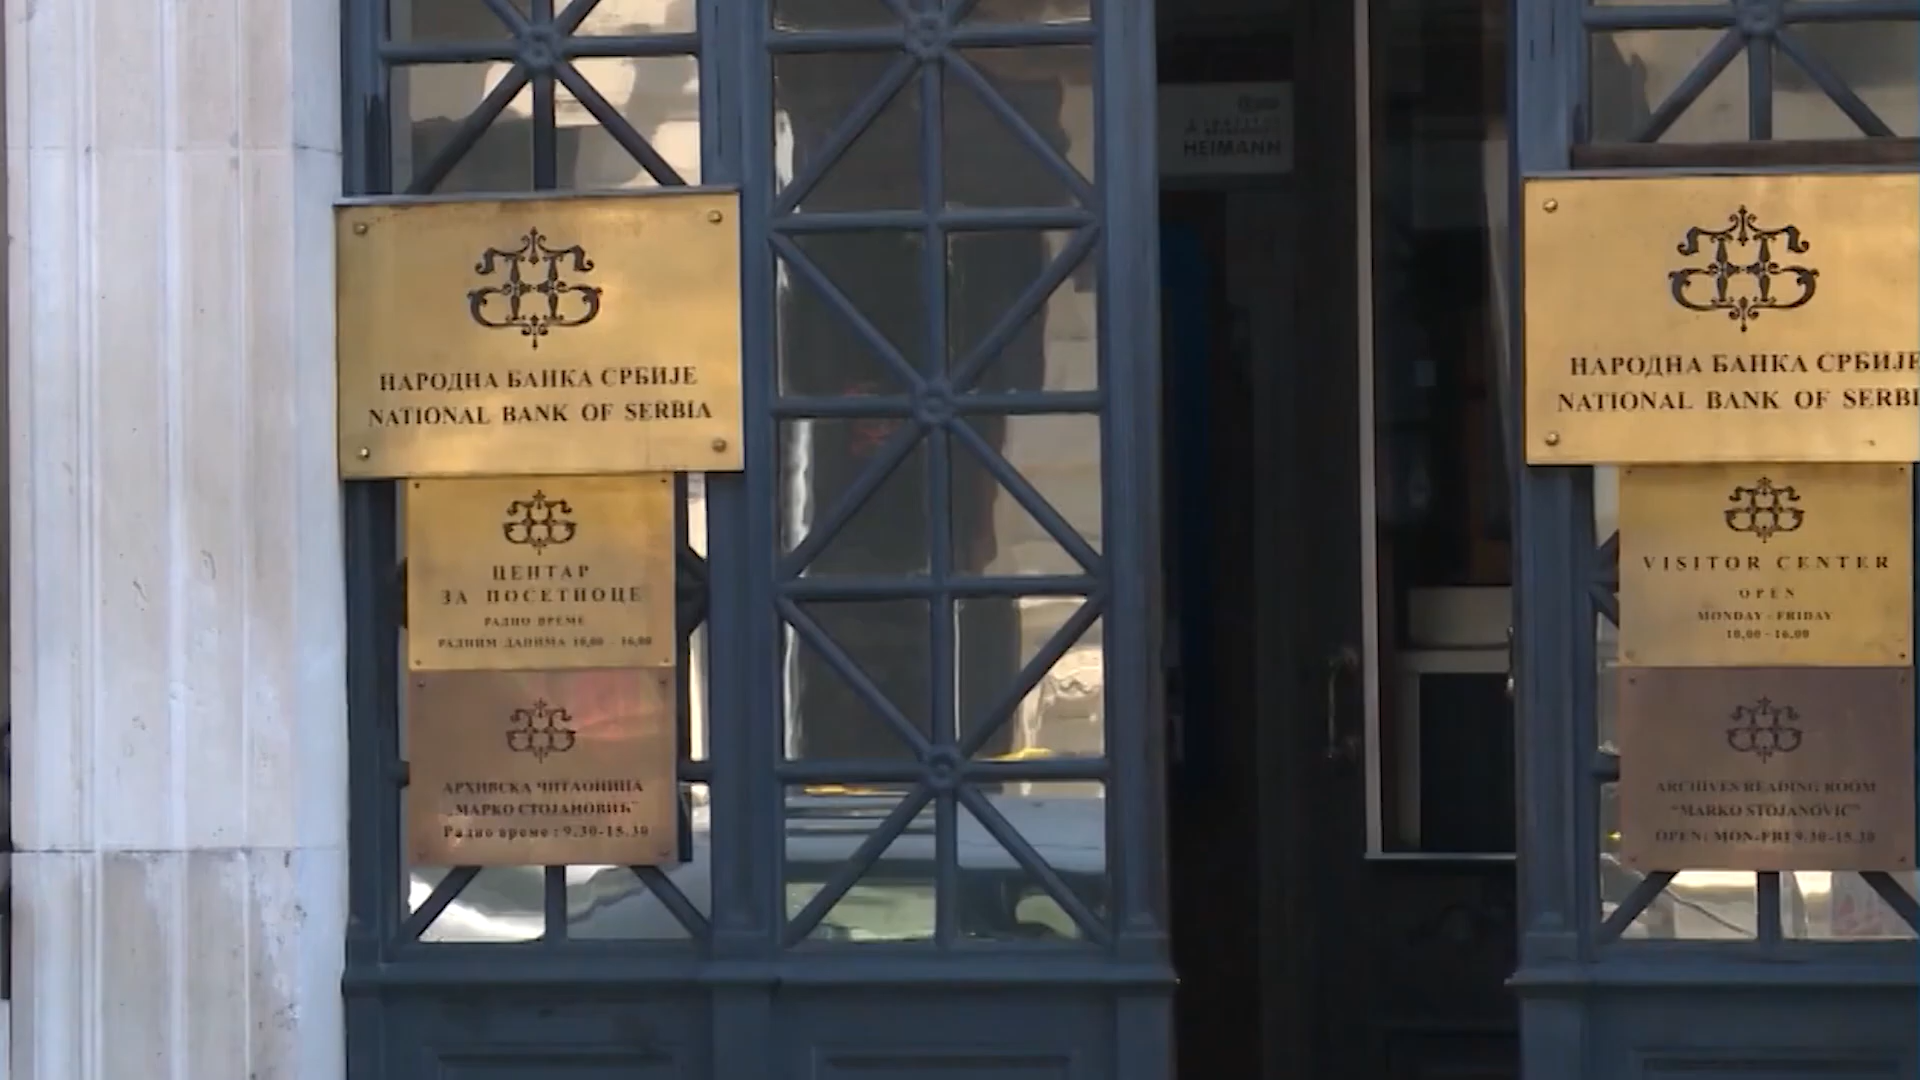 HEIMANN
НАРОДНА БАНКА СРБИЈЕ
NATIONAL BANK OF SERBIA
ЦЕНТАР
ЗА ПОСЕТИОЦЕ
РАДНО ВРЕМЕ
РАДНИМ ДАНИМА 10,00 - 16,00
АРХИВСКА ЧИТАОНИЦА
„МАРКО СТОЈАНОВИЋ"
Радно време : 9.30-15.30
НАРОДНА БАНКА СРБИЈЕ
NATIONAL BANK OF SERBI
VISITOR CENTER
OPEN
MONDAY - FRIDAY
10,00 - 16,00
ARCHIVES READING ROOM
“MARKO STOJANOVIC”
OPEN: MON-FRI 9.30-15.30